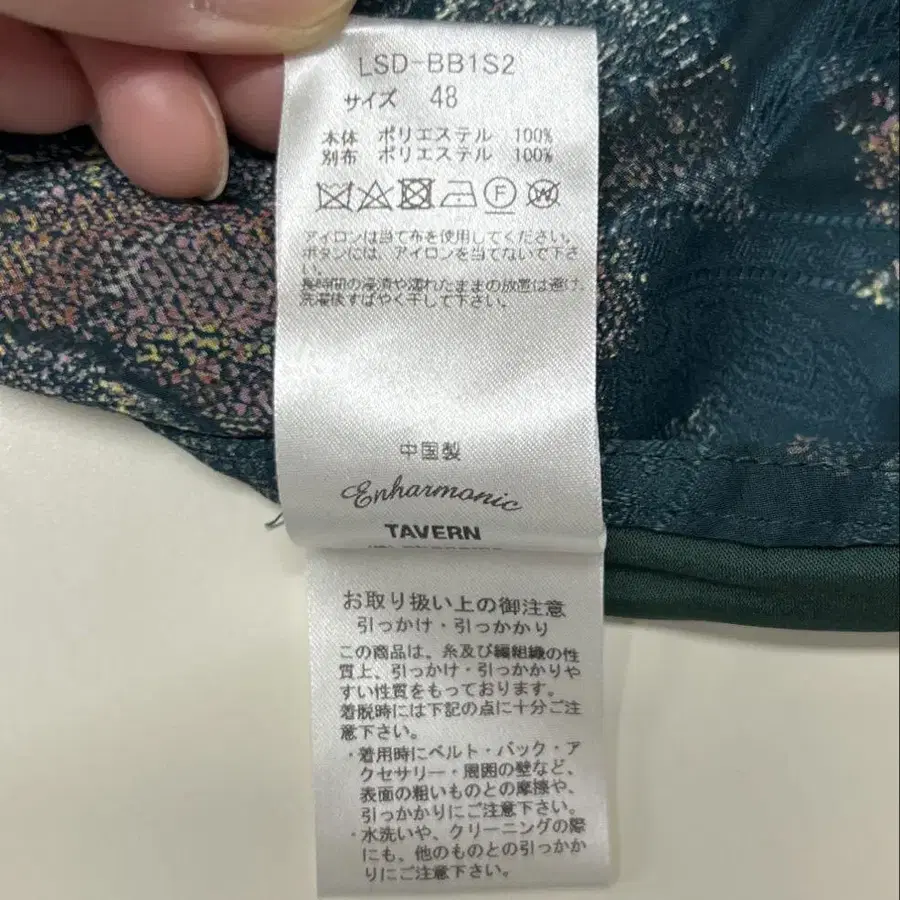 LSD-BB1S2
サイズ 48
本体 ポリエステル 100%
別布 ポリエステル 100%
F
W
アイロンは当て布を使用してください。
ボタンには、アイロンを当てないで下さ
い。
長時間の浸漬や濡れたままの放置は避け、
洗濯後すばやく干して下さい。
中国製
Enharmonic
TAVERN
お取り扱い上の御注意
引っかけ・引っかかり
この商品は、糸及び編組織の性
質上、引っかけ・引っかかりや
すい性質をもっております。
着脱時には下記の点に十分ご注
意下さい。
・着用時にベルト・バック・ア
クセサリー・周囲の壁など、
表面の粗いものとの摩擦や、
引っかかりにご注意下さい。
・水洗いや、クリーニングの際
にも、他のものとの引っかか
りにご注意下さい。